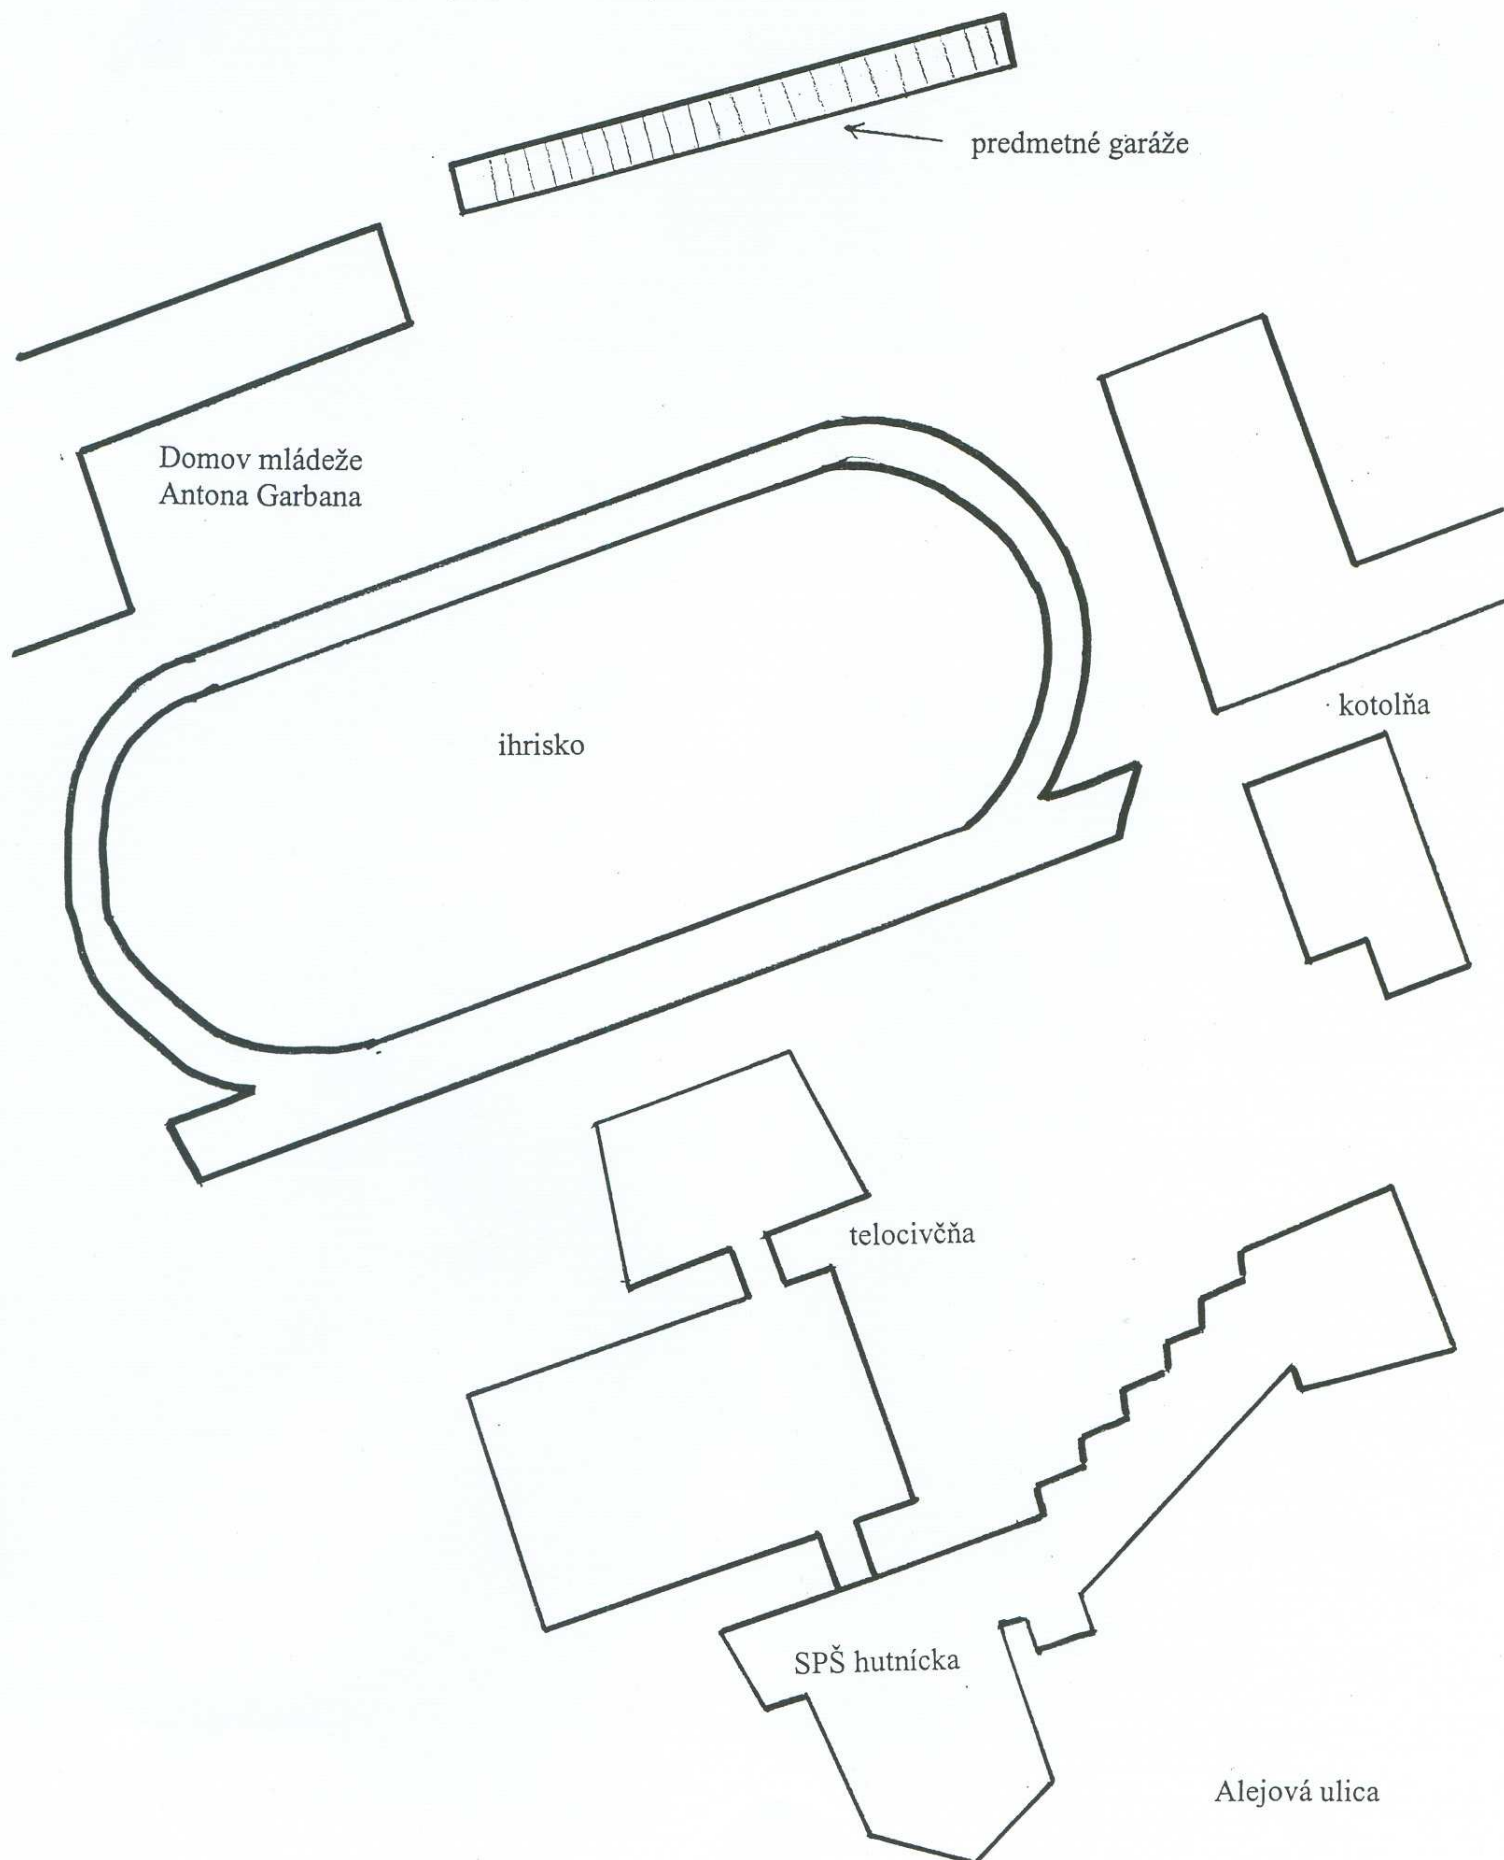 predmetné garáže
Domov mládeže
Antona Garbana
kotolňa
ihrisko
telocivčňa
SPŠ hutnícka
Alejová ulica